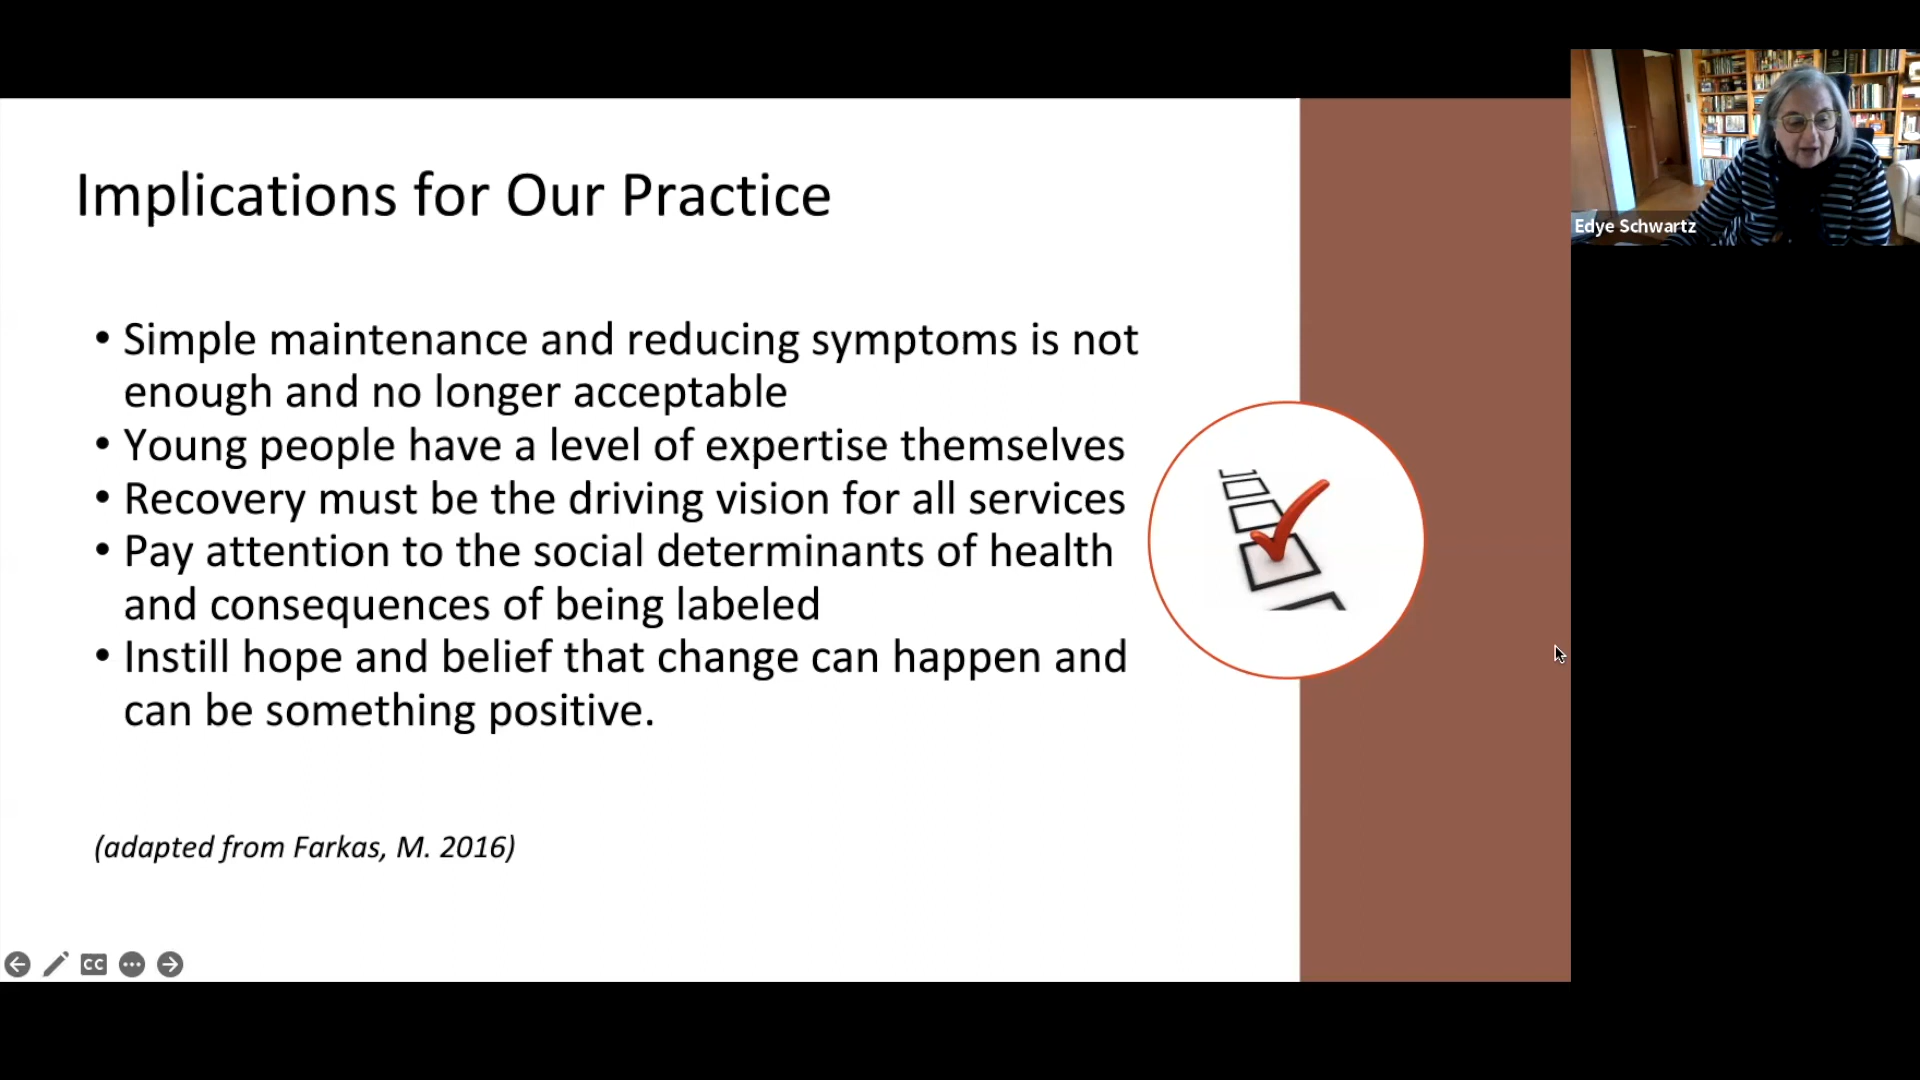 Implications for Our Practice
• Simple maintenance and reducing symptoms is not
enough and no longer acceptable
• Young people have a level of expertise themselves
• Recovery must be the driving vision for all services
• Pay attention to the social determinants of health
and consequences of being labeled
• Instill hope and belief that change can happen and
can be something positive.
(adapted from Farkas, M. 2016)
CC
Edye Schwartz